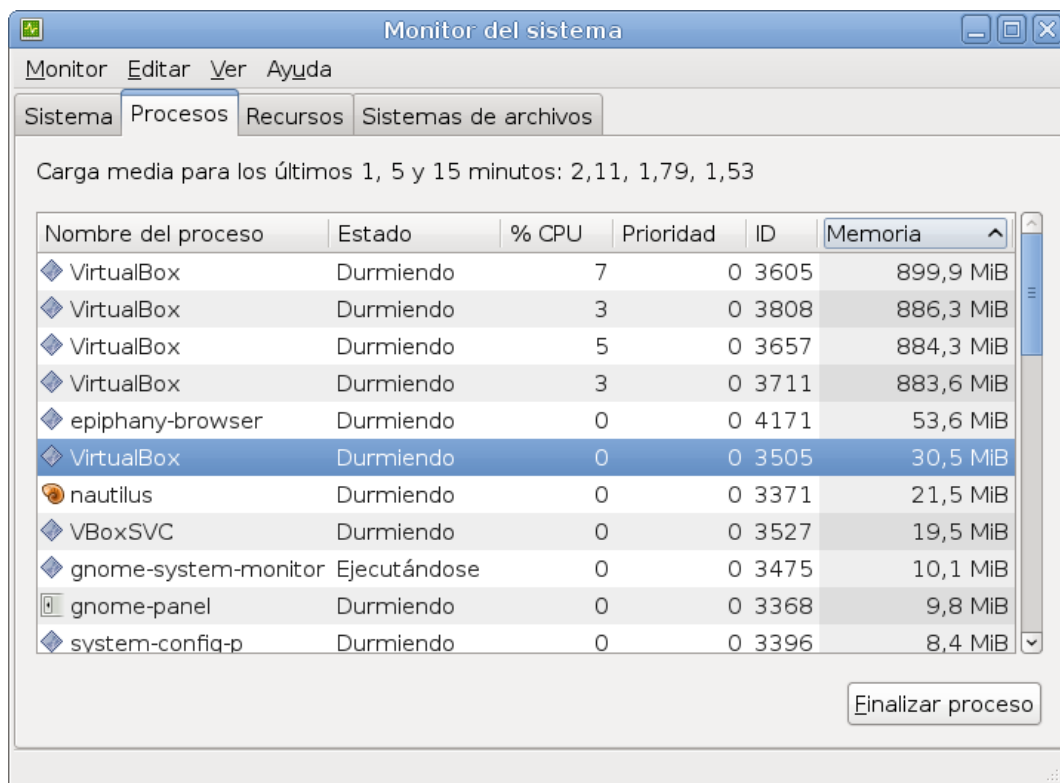 Monitor del sistema
Monitor Editar Ver Ayuda
Sistema Procesos Recursos Sistemas de archivos
Carga media para los últimos 1, 5 y 15 minutos: 2,11, 1,79, 1,53
Nombre del proceso Estado % CPU Prioridad ID Memoria
VirtualBox Durmiendo 7 0 3605 899,9 MiB
VirtualBox Durmiendo 3 0 3808 886,3 MiB
VirtualBox Durmiendo 5 0 3657 884,3 MiB
VirtualBox Durmiendo 3 0 3711 883,6 MiB
epiphany-browser Durmiendo 0 0 4171 53,6 MiB
VirtualBox Durmiendo 0 0 3505 30,5 MiB
nautilus Durmiendo 0 0 3371 21,5 MiB
VBoxSVC Durmiendo 0 0 3527 19,5 MiB
gnome-system-monitor Ejecutándose 0 0 3475 10,1 MiB
gnome-panel Durmiendo 0 0 3368 9,8 MiB
system-config-p Durmiendo 0 0 3396 8,4 MiB
Finalizar proceso